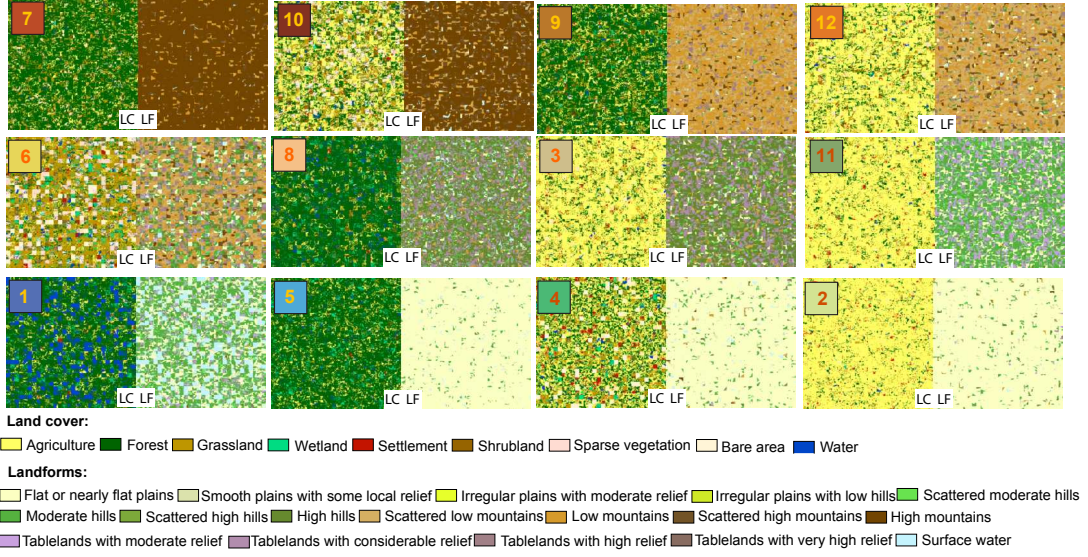 7 10 9 12
LC LF LC LF LC LF LC LF
6 8 3 11
LC LF LC LF LC LF LC LF
1 5 4 2
LC LF LC LF LC LF LC LF
Land cover:
Agriculture Forest Grassland Wetland Settlement Shrubland Sparse vegetation Bare area Water
Landforms:
Flat or nearly flat plains Smooth plains with some local relief Irregular plains with moderate relief Irregular plains with low hills Scattered moderate hills
Moderate hills Scattered high hills High hills Scattered low mountains Low mountains Scattered high mountains High mountains
Tablelands with moderate relief Tablelands with considerable relief Tablelands with high relief Tablelands with very high relief Surface water